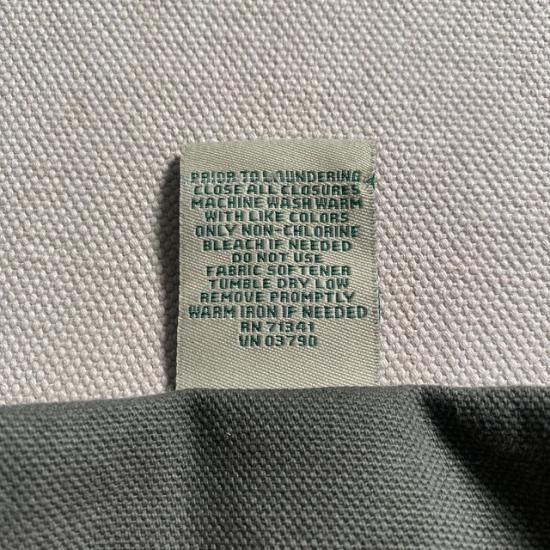 PRIOR TO LAUNDERING
CLOSE ALL CLOSURES
MACHINE WASH WARM
WITH LIKE COLORS
ONLY NON-CHLORINE
BLEACH IF NEEDED
DO NOT USE
FABRIC SOFTENER
TUMBLE DRY LOW
REMOVE PROMPTLY
WARM IRON IF NEEDED
RN 71341
VN 03790